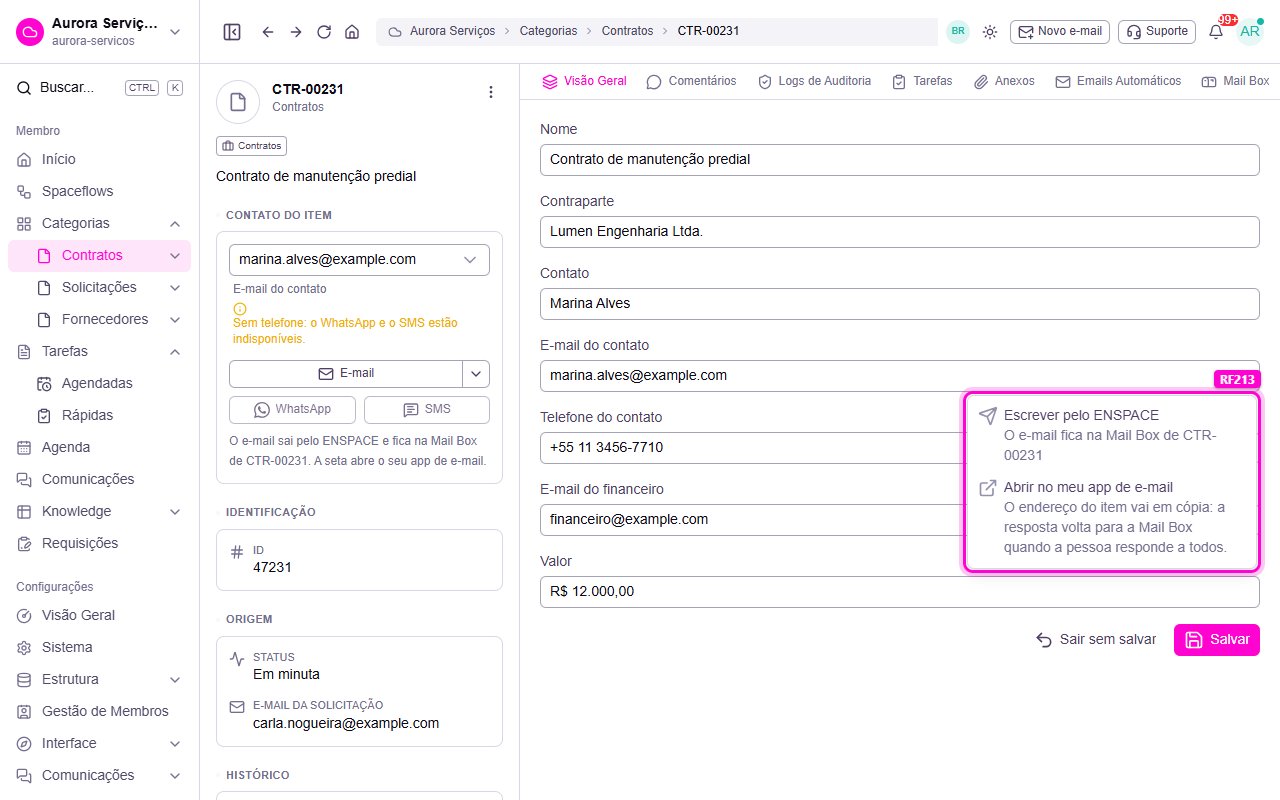 Aurora Serviç...
aurora-servicos
Aurora Serviços
Categorias
Contratos
CTR-00231
BR
Novo e-mail
Suporte
99+
AR
Buscar...
CTRL
K
Membro
Início
Spaceflows
Categorias
Contratos
Solicitações
Fornecedores
Tarefas
Agendadas
Rápidas
Agenda
Comunicações
Knowledge
Requisições
Configurações
Visão Geral
Sistema
Estrutura
Gestão de Membros
Interface
Comunicações
CTR-00231
Contratos
Contratos
Contrato de manutenção predial
CONTATO DO ITEM
marina.alves@example.com
E-mail do contato
Sem telefone: o WhatsApp e o SMS estão
indisponíveis.
E-mail
WhatsApp
SMS
O e-mail sai pelo ENSPACE e fica na Mail Box
de CTR-00231. A seta abre o seu app de e-mail.
IDENTIFICAÇÃO
ID
47231
ORIGEM
STATUS
Em minuta
E-MAIL DA SOLICITAÇÃO
carla.nogueira@example.com
HISTÓRICO
Visão Geral
Comentários
Logs de Auditoria
Tarefas
Anexos
Emails Automáticos
Mail Box
Nome
Contrato de manutenção predial
Contraparte
Lumen Engenharia Ltda.
Contato
Marina Alves
E-mail do contato
marina.alves@example.com
Telefone do contato
+55 11 3456-7710
E-mail do financeiro
financeiro@example.com
Valor
R$ 12.000,00
RF213
Escrever pelo ENSPACE
O e-mail fica na Mail Box de CTR-
00231
Abrir no meu app de e-mail
O endereço do item vai em cópia: a
resposta volta para a Mail Box
quando a pessoa responde a todos.
Sair sem salvar
Salvar